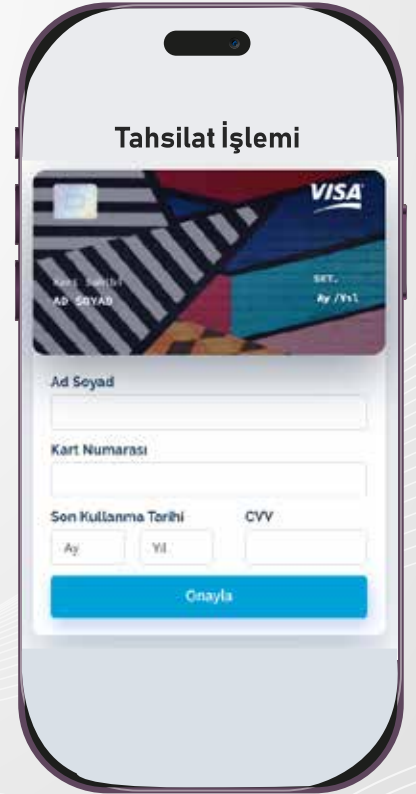 Tahsilat İşlemi
VISA
Kart Sahibi
SKT.
AD SOYAD
Ay /Yıl
Ad Soyad
Kart Numarası
Son Kullanma Tarihi CVV
Ay Yıl
Onayla